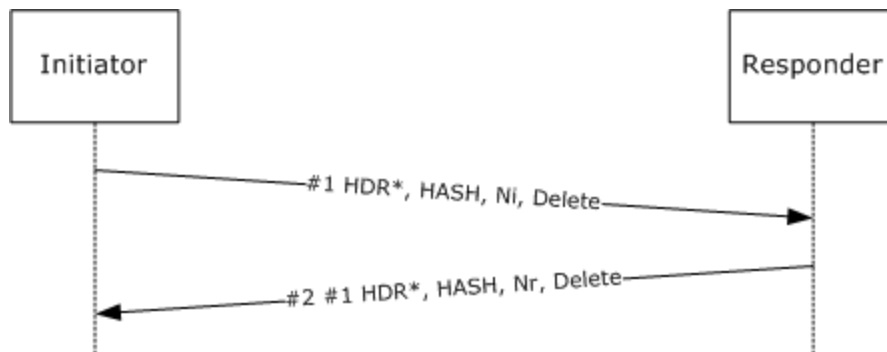 Initiator
Responder
#1 HDR*, HASH, Ni, Delete
#2 #1 HDR*, HASH, Nr, Delete